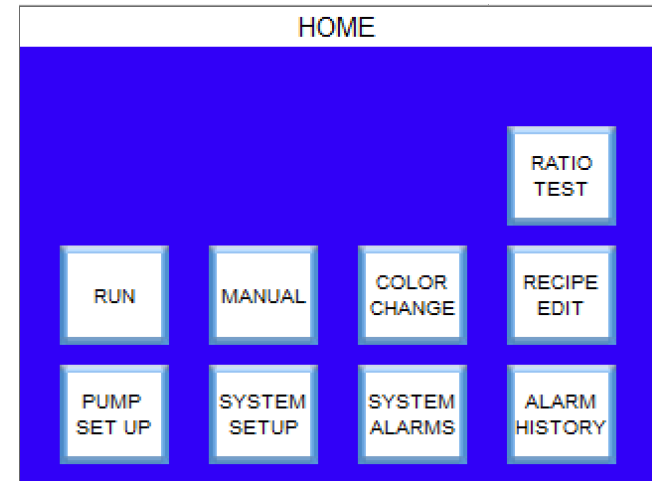 HOME
RATIO
TEST
RUN
MANUAL
COLOR
CHANGE
RECIPE
EDIT
PUMP
SET UP
SYSTEM
SETUP
SYSTEM
ALARMS
ALARM
HISTORY